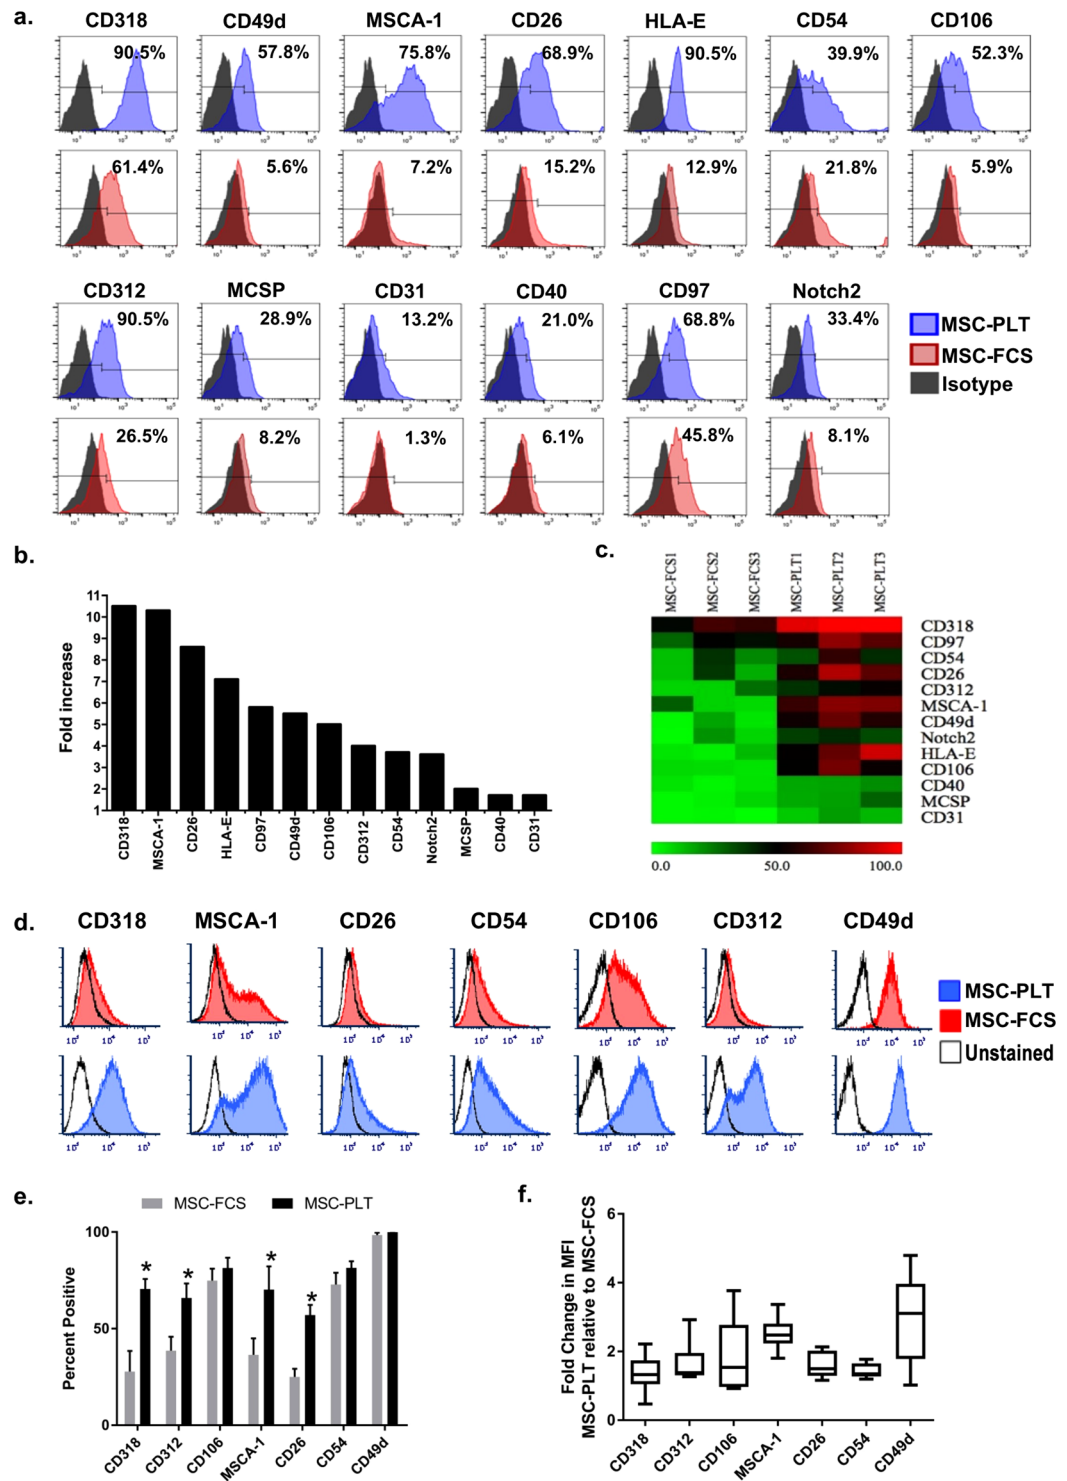 a.
CD318 CD49d MSCA-1 CD26 HLA-E CD54 CD106
90.5% 57.8% 75.8% 68.9% 90.5% 39.9% 52.3%
61.4% 5.6% 7.2% 15.2% 12.9% 21.8% 5.9%
CD312 MCSP CD31 CD40 CD97 Notch2
90.5% 28.9% 13.2% 21.0% 68.8% 33.4%
MSC-PLT
MSC-FCS
Isotype
26.5% 8.2% 1.3% 6.1% 45.8% 8.1%
b.
Fold increase
11
10
9
8
7
6
5
4
3
2
1
CD318 MSCA-1 CD26 HLA-E CD97 CD49d CD106 CD312 CD54 Notch2 MCSP CD40 CD31
c.
MSC-FCS1 MSC-FCS2 MSC-FCS3 MSC-PLT1 MSC-PLT2 MSC-PLT3
CD318
CD97
CD54
CD26
CD312
MSCA-1
CD49d
Notch2
HLA-E
CD106
CD40
MCSP
CD31
0.0 50.0 100.0
d.
CD318 MSCA-1 CD26 CD54 CD106 CD312 CD49d
MSC-PLT
MSC-FCS
Unstained
e.
MSC-FCS MSC-PLT
Percent Positive
100
50
0
* * * *
CD318 CD312 CD106 MSCA-1 CD26 CD54 CD49d
f.
Fold Change in MFI
MSC-PLT relative to MSC-FCS
6
4
2
0
CD318 CD312 CD106 MSCA-1 CD26 CD54 CD49d